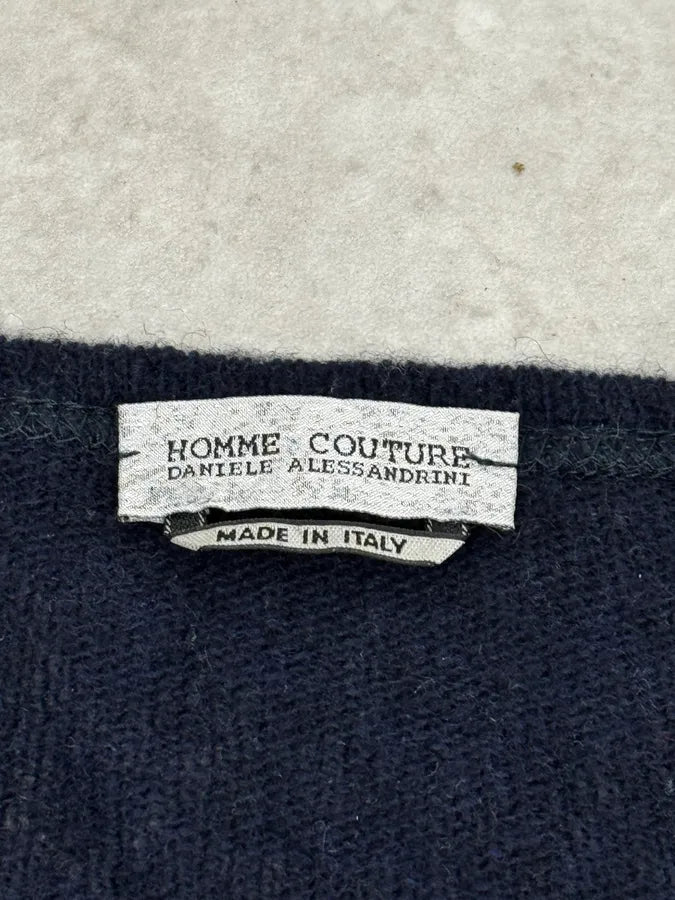 HOMME COUTURE
DANIELE ALESSANDRINI
MADE IN ITALY